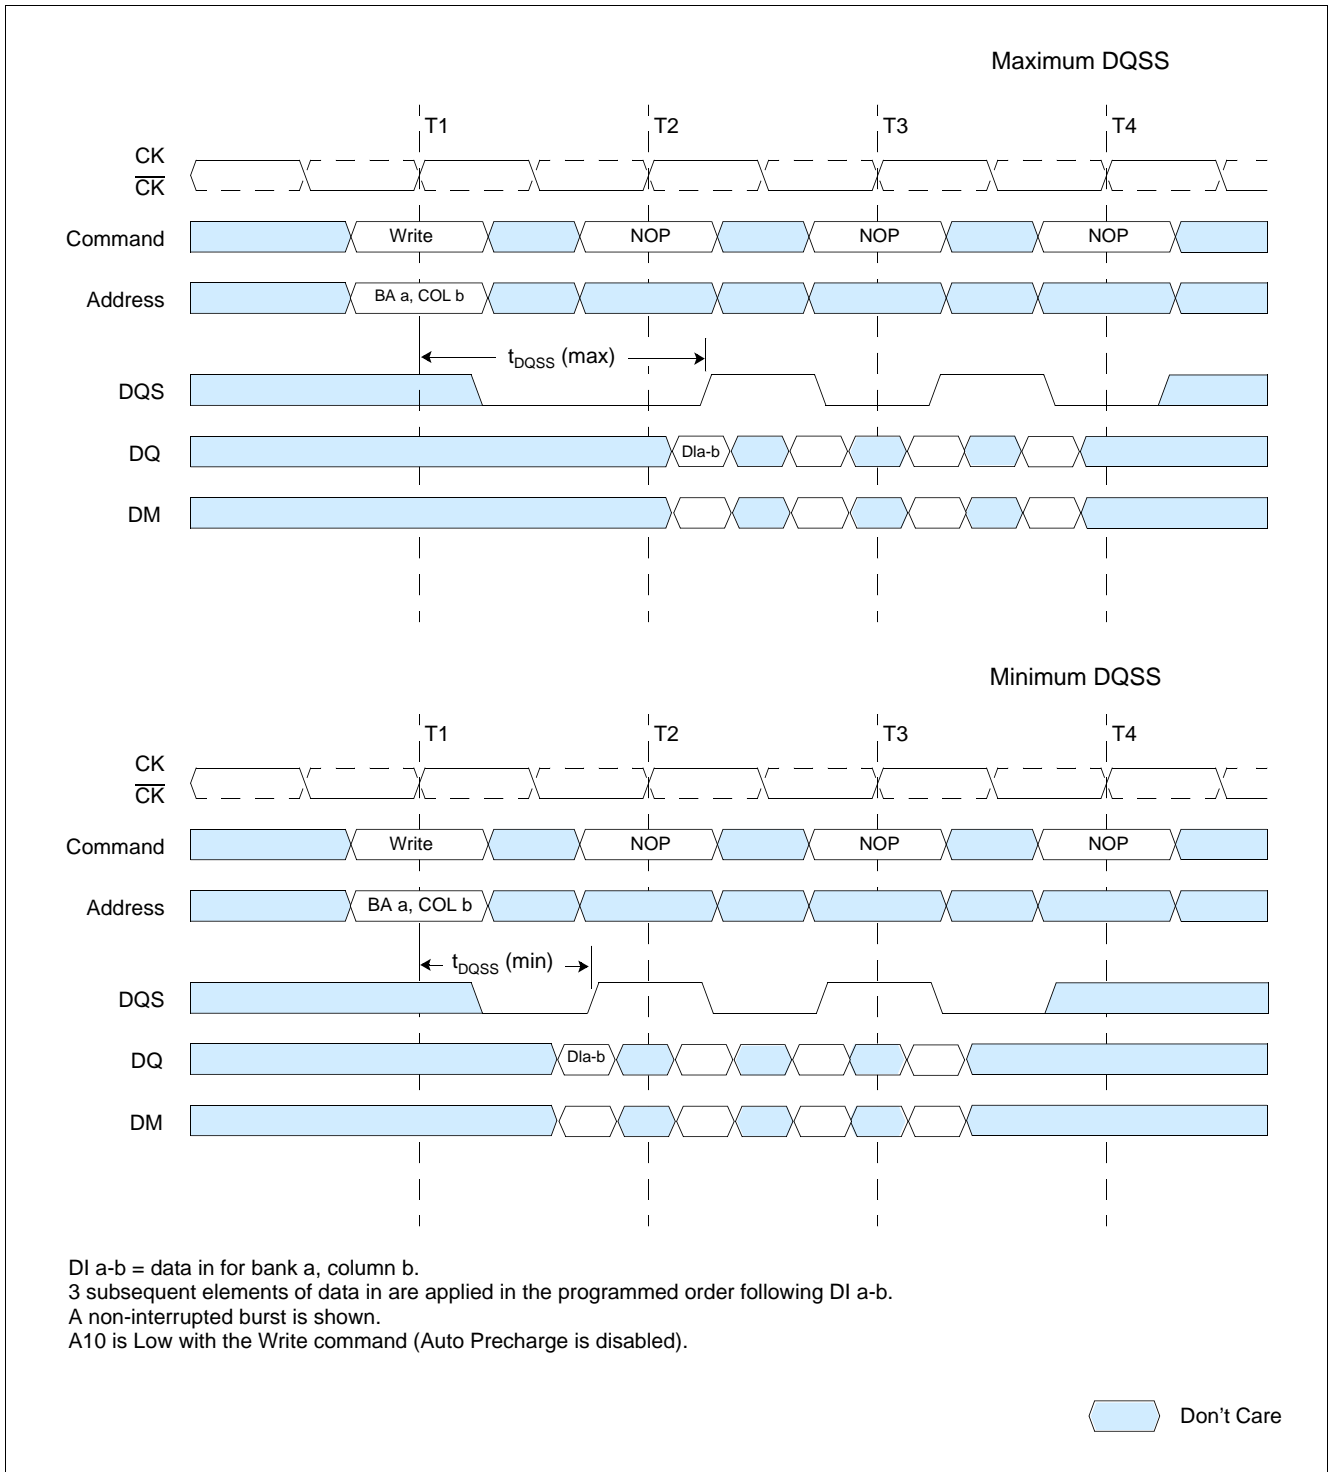 Maximum DQSS
T1 T2 T3 T4
CK
CK
Command Write NOP NOP NOP
Address BA a, COL b
tDQSS (max)
DQS
DQ DIa-b
DM
Minimum DQSS
T1 T2 T3 T4
CK
CK
Command Write NOP NOP NOP
Address BA a, COL b
tDQSS (min)
DQS
DQ DIa-b
DM
DI a-b = data in for bank a, column b.
3 subsequent elements of data in are applied in the programmed order following DI a-b.
A non-interrupted burst is shown.
A10 is Low with the Write command (Auto Precharge is disabled).
Don't Care